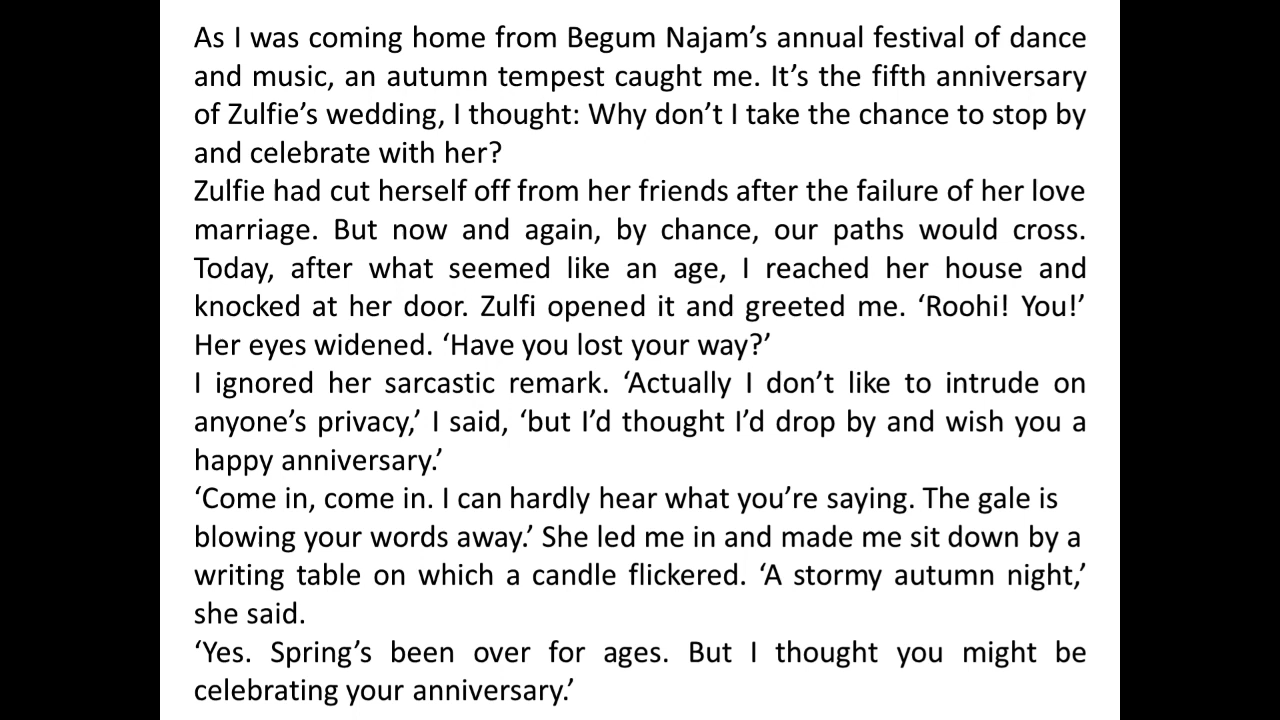 As I was coming home from Begum Najam’s annual festival of dance
and music, an autumn tempest caught me. It’s the fifth anniversary
of Zulfie’s wedding, I thought: Why don’t I take the chance to stop by
and celebrate with her?
Zulfie had cut herself off from her friends after the failure of her love
marriage. But now and again, by chance, our paths would cross.
Today, after what seemed like an age, I reached her house and
knocked at her door. Zulfi opened it and greeted me. ‘Roohi! You!’
Her eyes widened. ‘Have you lost your way?’
I ignored her sarcastic remark. ‘Actually I don’t like to intrude on
anyone’s privacy,’ I said, ‘but I’d thought I’d drop by and wish you a
happy anniversary.’
‘Come in, come in. I can hardly hear what you’re saying. The gale is
blowing your words away.’ She led me in and made me sit down by a
writing table on which a candle flickered. ‘A stormy autumn night,’
she said.
‘Yes. Spring’s been over for ages. But I thought you might be
celebrating your anniversary.’